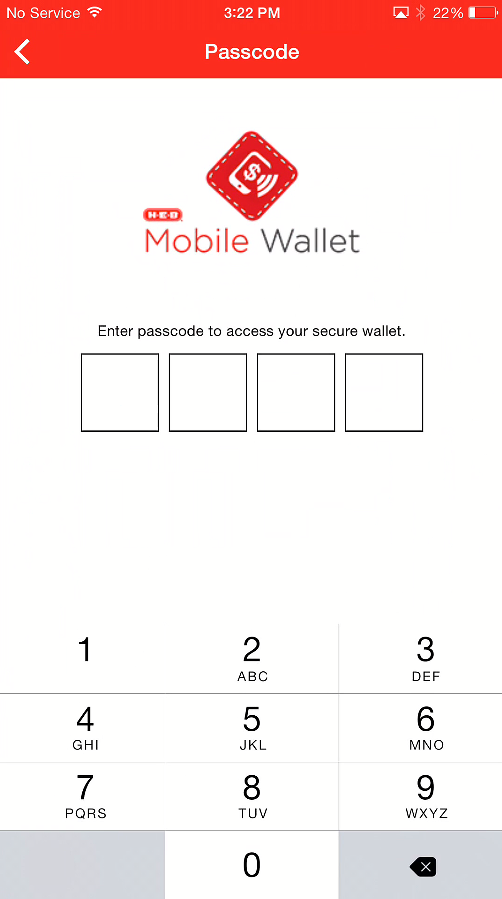 No Service 3:22 PM 22%
Passcode
$
H-E-B
Mobile Wallet
Enter passcode to access your secure wallet.
1 2 3
ABC DEF
4 5 6
GHI JKL MNO
7 8 9
PQRS TUV WXYZ
0